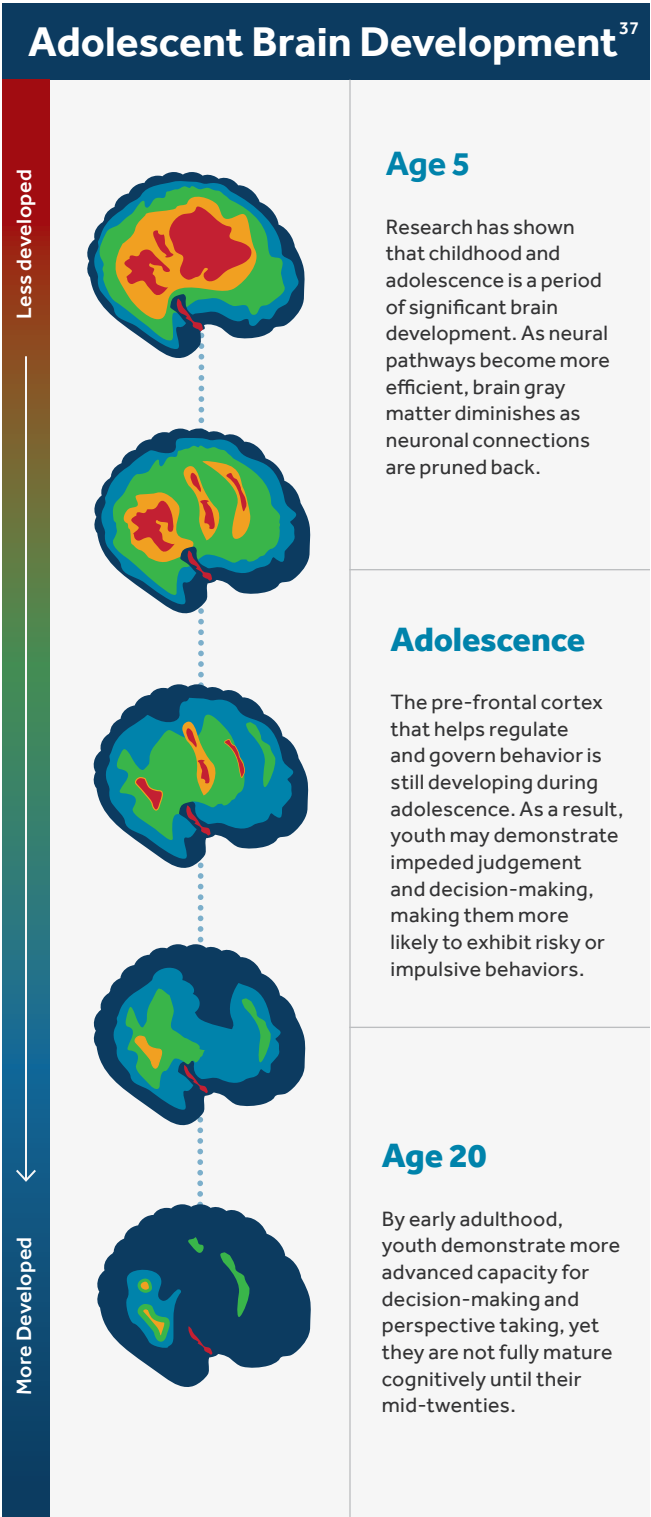 Adolescent Brain Development37
Less developed
More Developed
Age 5
Research has shown
that childhood and
adolescence is a period
of significant brain
development. As neural
pathways become more
efficient, brain gray
matter diminishes as
neuronal connections
are pruned back.
Adolescence
The pre-frontal cortex
that helps regulate
and govern behavior is
still developing during
adolescence. As a result,
youth may demonstrate
impeded judgement
and decision-making,
making them more
likely to exhibit risky or
impulsive behaviors.
Age 20
By early adulthood,
youth demonstrate more
advanced capacity for
decision-making and
perspective taking, yet
they are not fully mature
cognitively until their
mid-twenties.